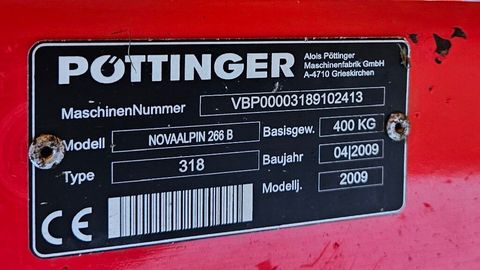 PÖTTINGER
Alois Pöttinger
Maschinenfabrik GmbH
A-4710 Grieskirchen
MaschinenNummer VBP00003189102413
Modell NOVAALPIN 266 B Basisgew. 400 KG
Type 318 Baujahr 04|2009
Modellj. 2009
CE